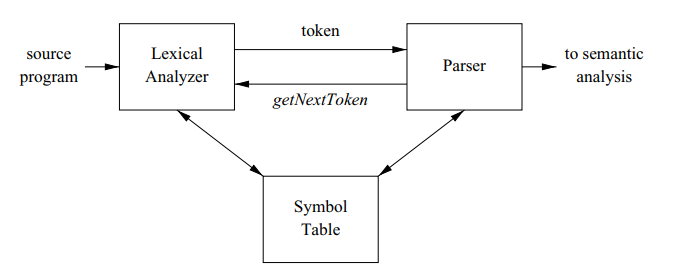 token
source
program
Lexical
Analyzer
Parser
to semantic
analysis
getNextToken
Symbol
Table